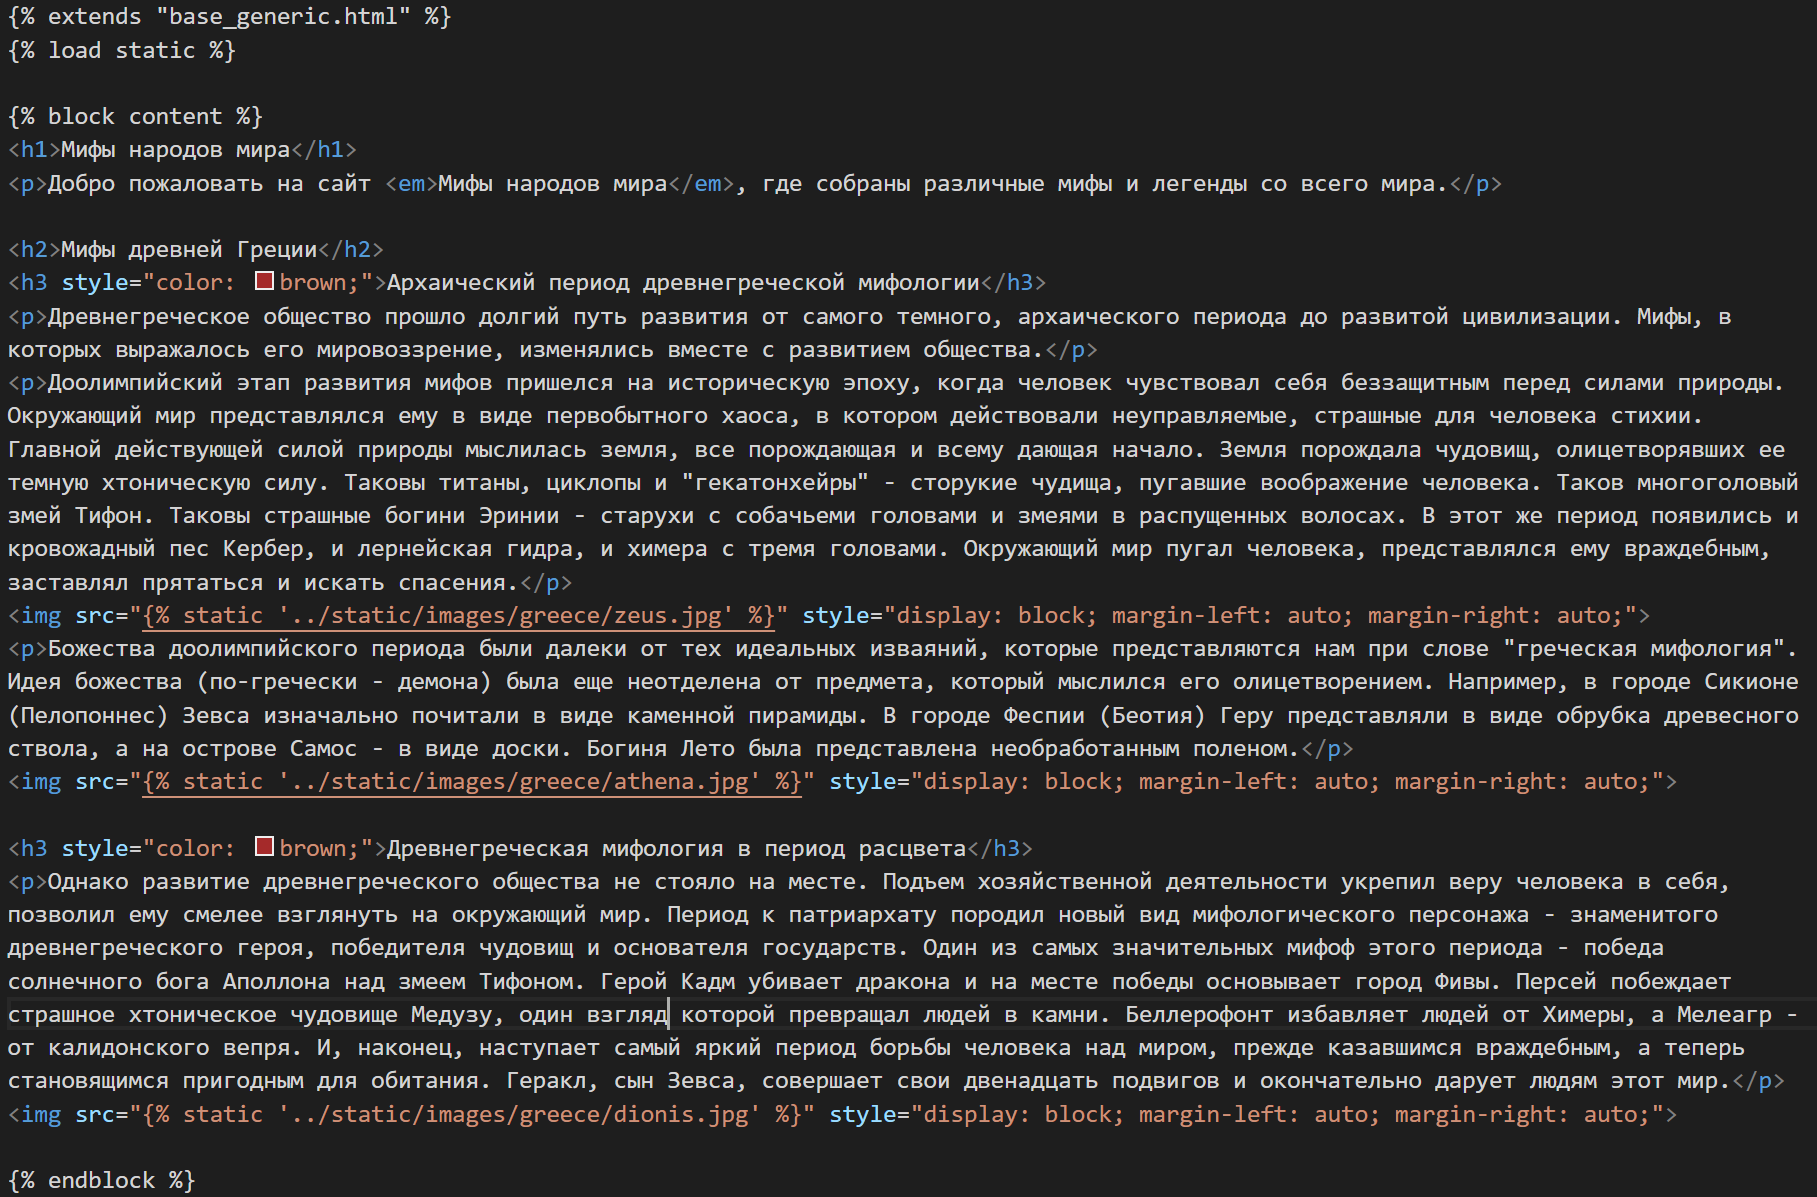 {% extends "base_generic.html" %}
{% load static %}
{% block content %}
<h1>Мифы народов мира</h1>
<p>Добро пожаловать на сайт <em>Мифы народов мира</em>, где собраны различные мифы и легенды со всего мира.</p>
<h2>Мифы древней Греции</h2>
<h3 style="color: brown;">Архаический период древнегреческой мифологии</h3>
<p>Древнегреческое общество прошло долгий путь развития от самого темного, архаического периода до развитой цивилизации. Мифы, в
которых выражалось его мировоззрение, изменялись вместе с развитием общества.</p>
<p>Доолимпийский этап развития мифов пришелся на историческую эпоху, когда человек чувствовал себя беззащитным перед силами природы.
Окружающий мир представлялся ему в виде первобытного хаоса, в котором действовали неуправляемые, страшные для человека стихии.
Главной действующей силой природы мыслилась земля, все порождающая и всему дающая начало. Земля порождала чудовищ, олицетворявших ее
темную хтоническую силу. Таковы титаны, циклопы и "гекатонхейры" - сторукие чудища, пугавшие воображение человека. Таков многоголовый
змей Тифон. Таковы страшные богини Эринии - старухи с собачьеми головами и змеями в распущенных волосах. В этот же период появились и
кровожадный пес Кербер, и лернейская гидра, и химера с тремя головами. Окружающий мир пугал человека, представлялся ему враждебным,
заставлял прятаться и искать спасения.</p>
<img src="{% static '../static/images/greece/zeus.jpg' %}" style="display: block; margin-left: auto; margin-right: auto;">
<p>Божества доолимпийского периода были далеки от тех идеальных изваяний, которые представляются нам при слове "греческая мифология".
Идея божества (по-гречески - демона) была еще неотделена от предмета, который мыслился его олицетворением. Например, в городе Сикионе
(Пелопоннес) Зевса изначально почитали в виде каменной пирамиды. В городе Феспии (Беотия) Геру представляли в виде обрубка древесного
ствола, а на острове Самос - в виде доски. Богиня Лето была представлена необработанным поленом.</p>
<img src="{% static '../static/images/greece/athena.jpg' %}" style="display: block; margin-left: auto; margin-right: auto;">
<h3 style="color: brown;">Древнегреческая мифология в период расцвета</h3>
<p>Однако развитие древнегреческого общества не стояло на месте. Подъем хозяйственной деятельности укрепил веру человека в себя,
позволил ему смелее взглянуть на окружающий мир. Период к патриархату породил новый вид мифологического персонажа - знаменитого
древнегреческого героя, победителя чудовищ и основателя государств. Один из самых значительных мифоф этого периода - победа
солнечного бога Аполлона над змеем Тифоном. Герой Кадм убивает дракона и на месте победы основывает город Фивы. Персей побеждает
страшное хтоническое чудовище Медузу, один взгляд которой превращал людей в камни. Беллерофонт избавляет людей от Химеры, а Мелеагр -
от калидонского вепря. И, наконец, наступает самый яркий период борьбы человека над миром, прежде казавшимся враждебным, а теперь
становящимся пригодным для обитания. Геракл, сын Зевса, совершает свои двенадцать подвигов и окончательно дарует людям этот мир.</p>
<img src="{% static '../static/images/greece/dionis.jpg' %}" style="display: block; margin-left: auto; margin-right: auto;">
{% endblock %}